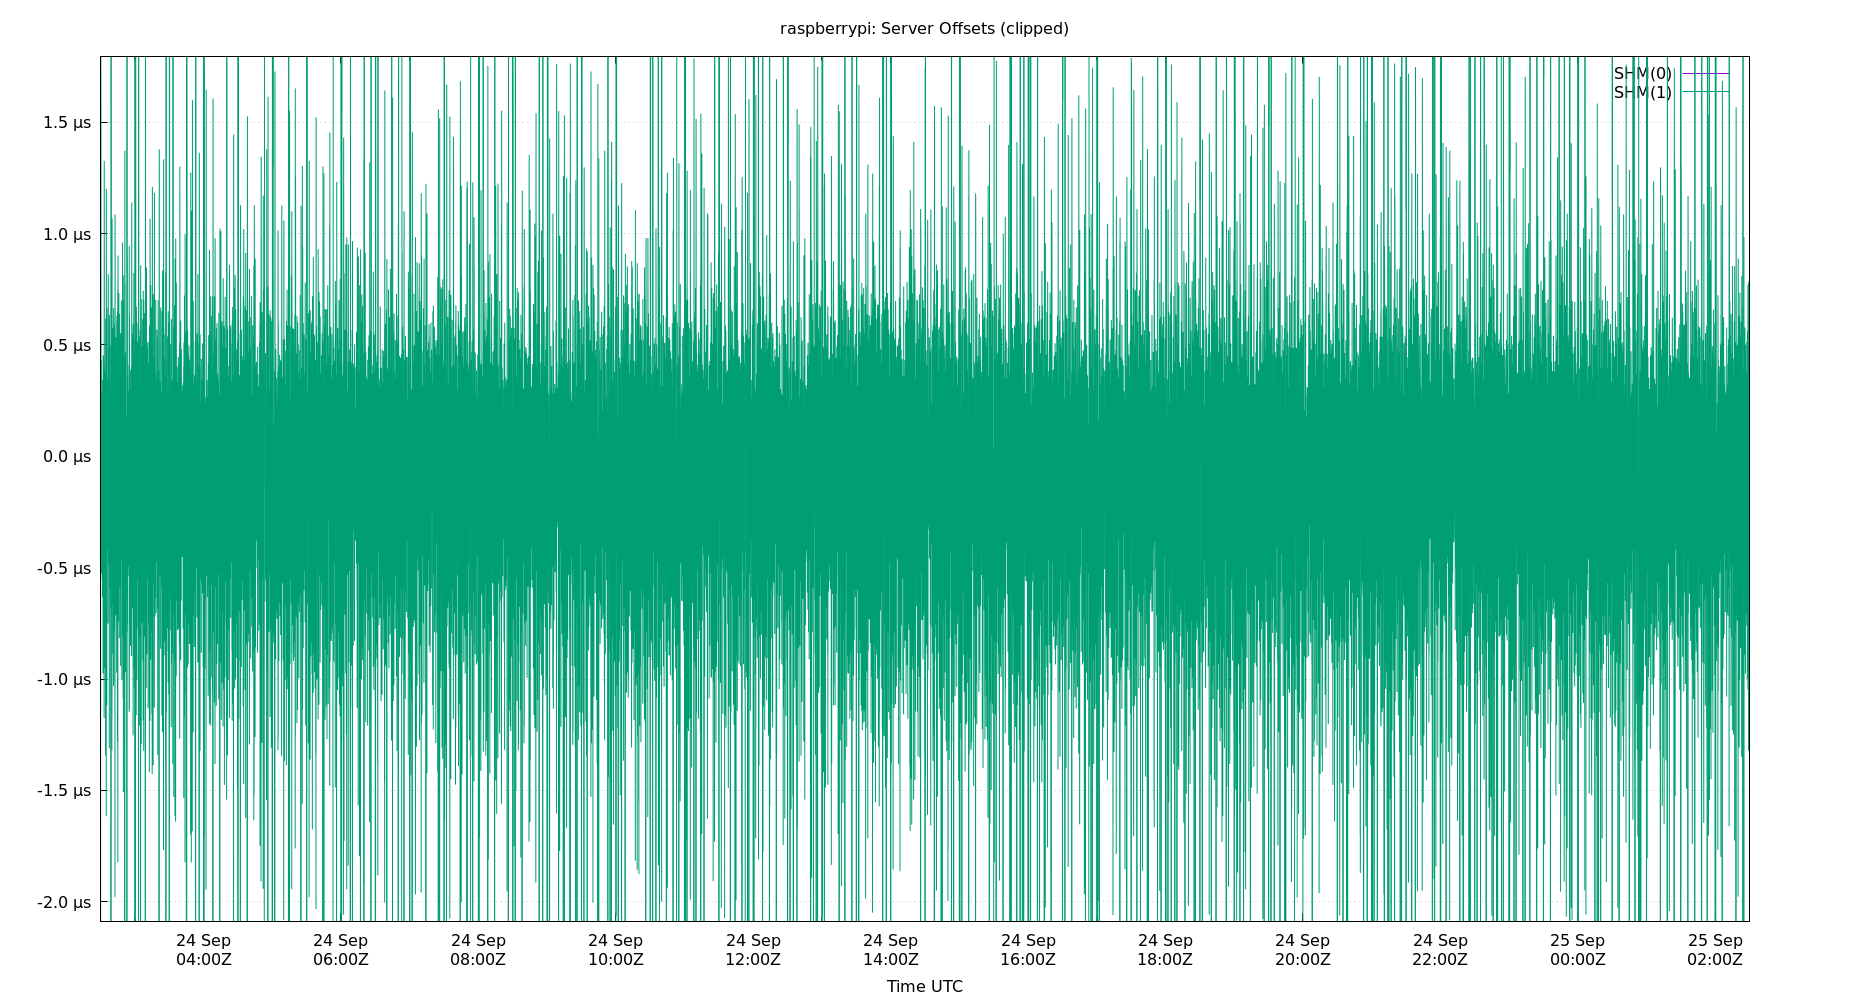 raspberrypi: Server Offsets (clipped)
SHM(0)
SHM(1)
1.5 µs
1.0 µs
0.5 µs
0.0 µs
-0.5 µs
-1.0 µs
-1.5 µs
-2.0 µs
24 Sep 24 Sep 24 Sep 24 Sep 24 Sep 24 Sep 24 Sep 24 Sep 24 Sep 24 Sep 25 Sep 25 Sep
04:00Z 06:00Z 08:00Z 10:00Z 12:00Z 14:00Z 16:00Z 18:00Z 20:00Z 22:00Z 00:00Z 02:00Z
Time UTC